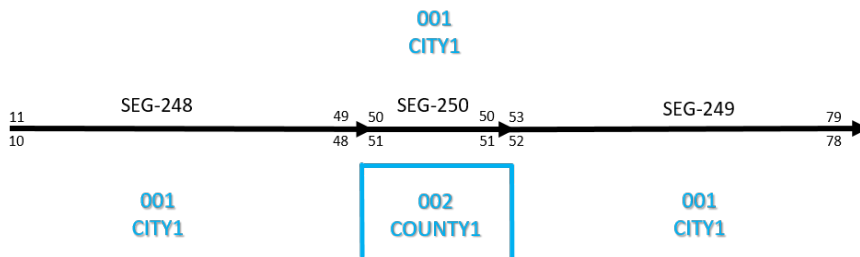 001
CITY1
SEG-248 SEG-250 SEG-249
11 49 50 50 53 79
10 48 51 51 52 78
001 002 001
CITY1 COUNTY1 CITY1